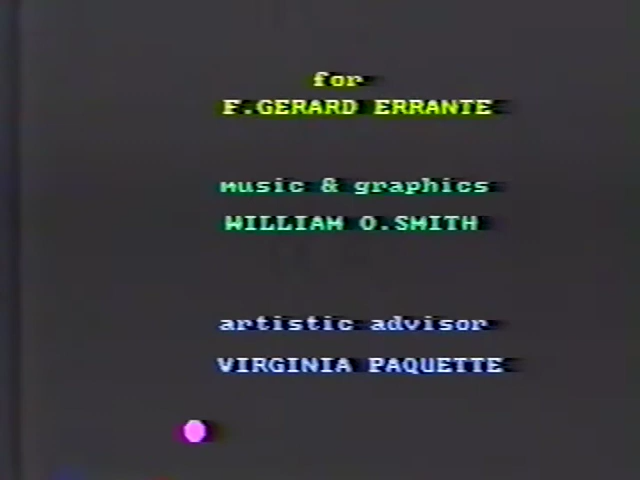 for
F.GERARD ERRANTE
music & graphics
WILLIAM O.SMITH
artistic advisor
VIRGINIA PAQUETTE